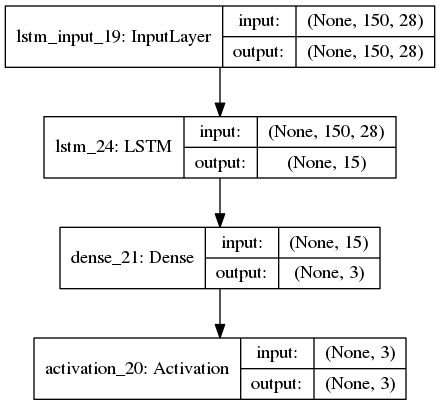 lstm_input_19: InputLayer
input: (None, 150, 28)
output: (None, 150, 28)
lstm_24: LSTM
input: (None, 150, 28)
output: (None, 15)
dense_21: Dense
input: (None, 15)
output: (None, 3)
activation_20: Activation
input: (None, 3)
output: (None, 3)